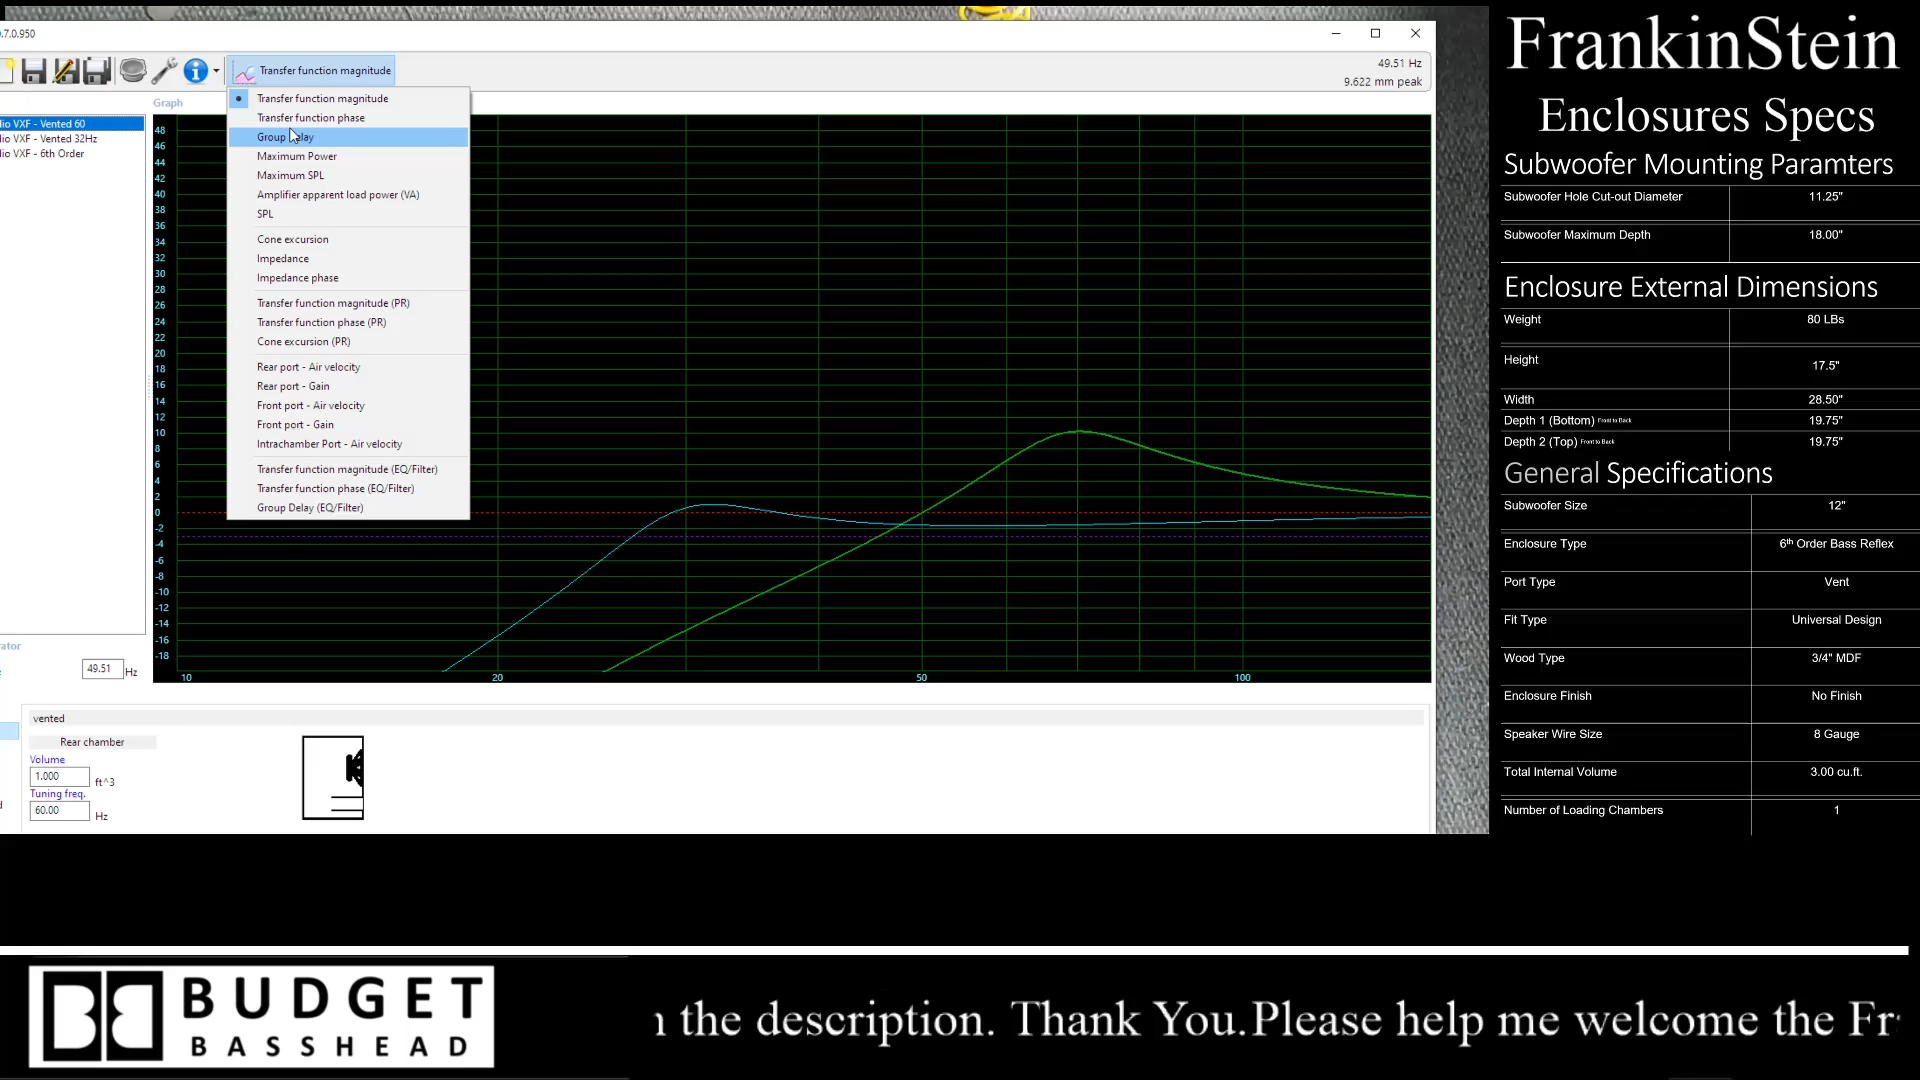 .7.0.950
Transfer function magnitude
49.51 Hz
9.622 mm peak
Graph
dio VXF - Vented 60
dio VXF - Vented 32Hz
dio VXF - 6th Order
Transfer function magnitude
Transfer function phase
Group Delay
Maximum Power
Maximum SPL
Amplifier apparent load power (VA)
SPL
Cone excursion
Impedance
Impedance phase
Transfer function magnitude (PR)
Transfer function phase (PR)
Cone excursion (PR)
Rear port - Air velocity
Rear port - Gain
Front port - Air velocity
Front port - Gain
Intrachamber Port - Air velocity
Transfer function magnitude (EQ/Filter)
Transfer function phase (EQ/Filter)
Group Delay (EQ/Filter)
48
46
44
42
40
38
36
34
32
30
28
26
24
22
20
18
16
14
12
10
8
6
4
2
0
-2
-4
-6
-8
-10
-12
-14
-16
-18
10 20 50 100
rator
49.51 Hz
vented
Rear chamber
Volume
1.000 ft^3
Tuning freq.
60.00 Hz
FrankinStein
Enclosures Specs
Subwoofer Mounting Paramters
Subwoofer Hole Cut-out Diameter 11.25"
Subwoofer Maximum Depth 18.00"
Enclosure External Dimensions
Weight 80 LBs
Height 17.5"
Width 28.50"
Depth 1 (Bottom) Front to Back 19.75"
Depth 2 (Top) Front to Back 19.75"
General Specifications
Subwoofer Size 12"
Enclosure Type 6th Order Bass Reflex
Port Type Vent
Fit Type Universal Design
Wood Type 3/4" MDF
Enclosure Finish No Finish
Speaker Wire Size 8 Gauge
Total Internal Volume 3.00 cu.ft.
Number of Loading Chambers 1
BUDGET
BASSHEAD
n the description. Thank You.Please help me welcome the Fr